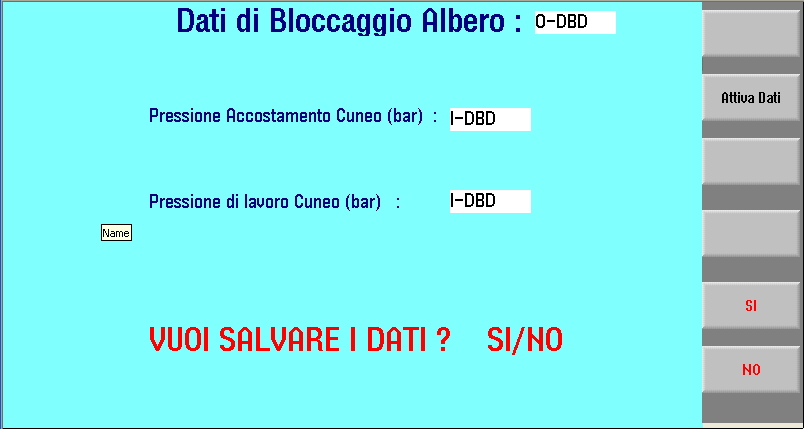 Dati di Bloccaggio Albero : O-DBD
Attiva Dati
Pressione Accostamento Cuneo (bar) : I-DBD
Pressione di lavoro Cuneo (bar) : I-DBD
Name
SI
VUOI SALVARE I DATI ? SI/NO
NO